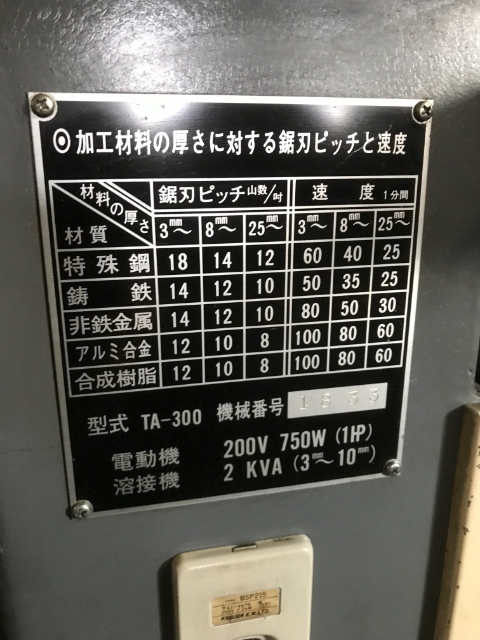 ◎加工材料の厚さに対する鋸刃ピッチと速度
材料の厚さ 鋸刃ピッチ山数/吋 速度 1分間
材質 3mm〜 8mm〜 25mm〜 3mm〜 8mm〜 25mm〜
特殊鋼 18 14 12 60 40 25
鋳鉄 14 12 10 50 35 25
非鉄金属 14 12 10 80 50 30
アルミ合金 12 10 8 100 80 60
合成樹脂 12 10 8 100 80 60
型式 TA-300 機械番号 1853
電動機 200V 750W (1HP)
溶接機 2 KVA (3mm〜10mm)
BSP215